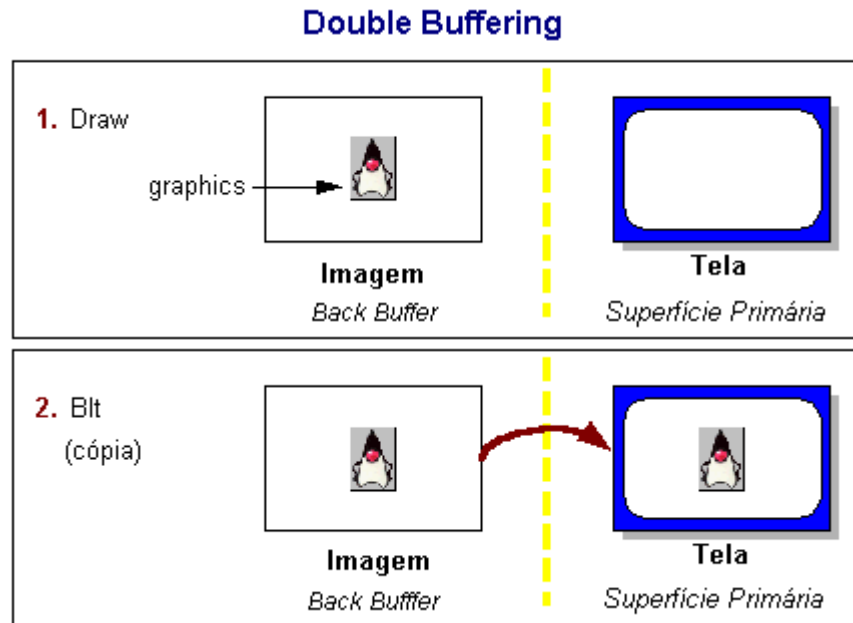 Double Buffering
1. Draw
graphics
Imagem
Back Buffer
Tela
Superfície Primária
2. Blt
(cópia)
Imagem
Back Bufffer
Tela
Superfície Primária